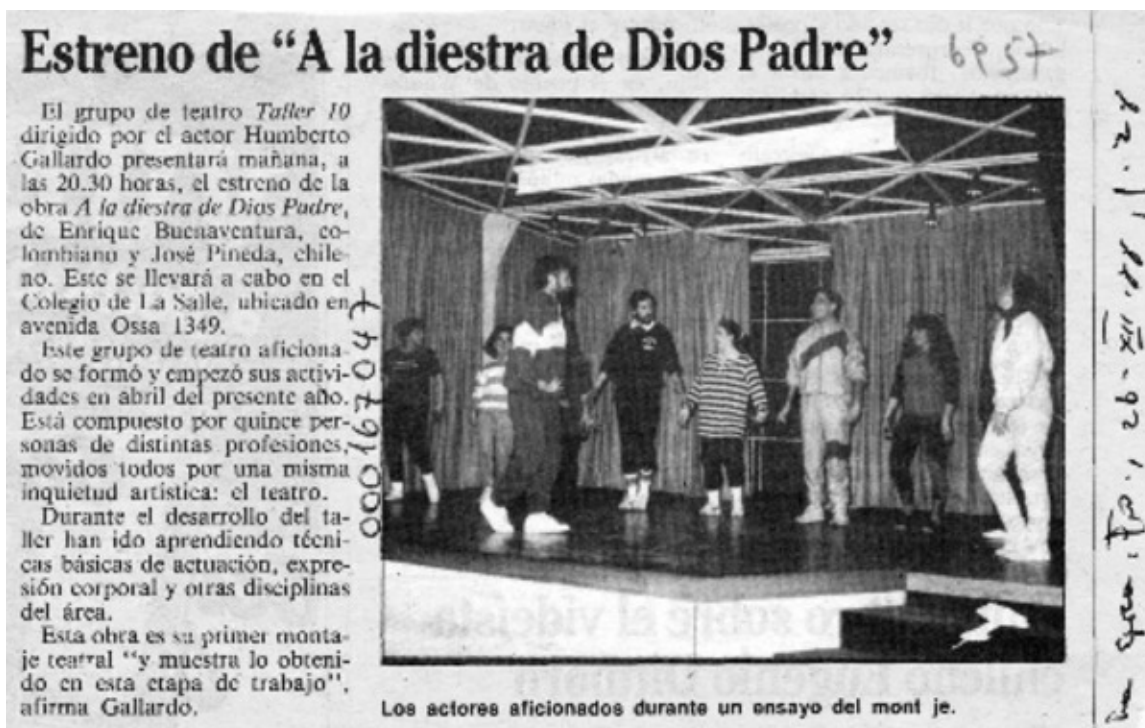 Estreno de “A la diestra de Dios Padre”
El grupo de teatro Taller 10
dirigido por el actor Humberto
Gallardo presentará mañana, a
las 20.30 horas, el estreno de la
obra A la diestra de Dios Padre,
de Enrique Buenaventura, co-
lombiano y José Pineda, chile-
no. Este se llevará a cabo en el
Colegio de La Salle, ubicado en
avenida Ossa 1349.
Este grupo de teatro aficiona-
do se formó y empezó sus activi-
dades en abril del presente año.
Está compuesto por quince per-
sonas de distintas profesiones,
movidos todos por una misma
inquietud artística: el teatro.
Durante el desarrollo del ta-
ller han ido aprendiendo técni-
cas básicas de actuación, expre-
sión corporal y otras disciplinas
del área.
Esta obra es su primer monta-
je teatral “y muestra lo obteni-
do en esta etapa de trabajo”,
afirma Gallardo.
000167047
Los actores aficionados durante un ensayo del mont je.